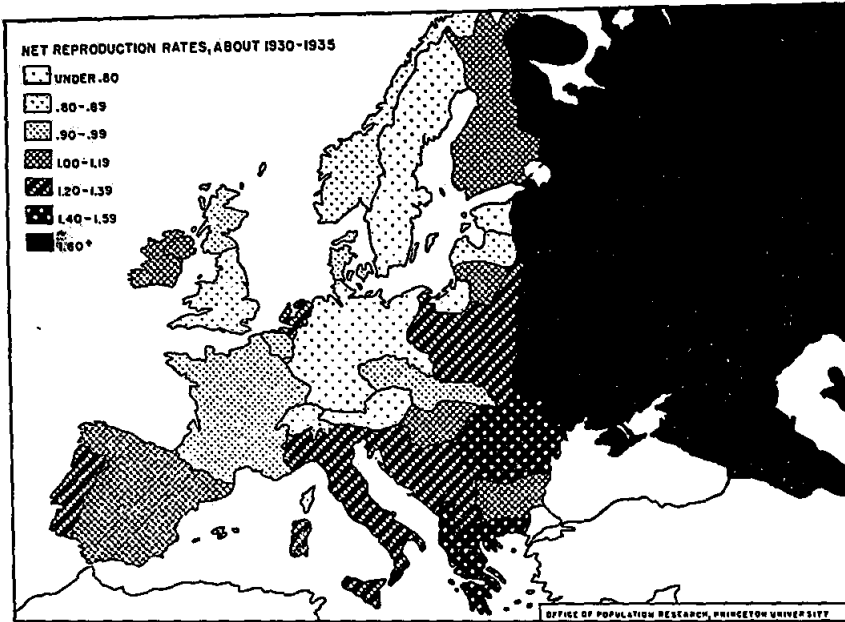 NET REPRODUCTION RATES, ABOUT 1930-1935
UNDER .80
.80-.89
.90-.99
1.00-1.19
1.20-1.39
1.40-1.59
1.60+
OFFICE OF POPULATION RESEARCH, PRINCETON UNIVERSITY